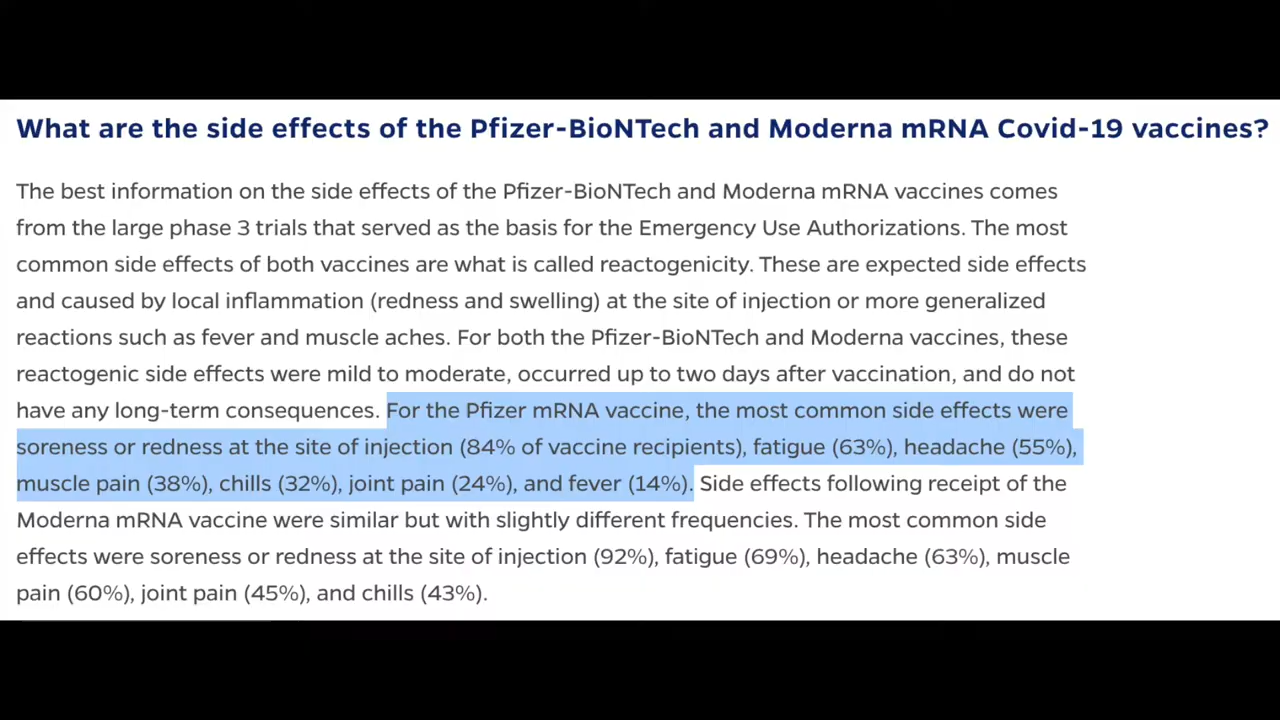 What are the side effects of the Pfizer-BioNTech and Moderna mRNA Covid-19 vaccines?
The best information on the side effects of the Pfizer-BioNTech and Moderna mRNA vaccines comes
from the large phase 3 trials that served as the basis for the Emergency Use Authorizations. The most
common side effects of both vaccines are what is called reactogenicity. These are expected side effects
and caused by local inflammation (redness and swelling) at the site of injection or more generalized
reactions such as fever and muscle aches. For both the Pfizer-BioNTech and Moderna vaccines, these
reactogenic side effects were mild to moderate, occurred up to two days after vaccination, and do not
have any long-term consequences. For the Pfizer mRNA vaccine, the most common side effects were
soreness or redness at the site of injection (84% of vaccine recipients), fatigue (63%), headache (55%),
muscle pain (38%), chills (32%), joint pain (24%), and fever (14%). Side effects following receipt of the
Moderna mRNA vaccine were similar but with slightly different frequencies. The most common side
effects were soreness or redness at the site of injection (92%), fatigue (69%), headache (63%), muscle
pain (60%), joint pain (45%), and chills (43%).